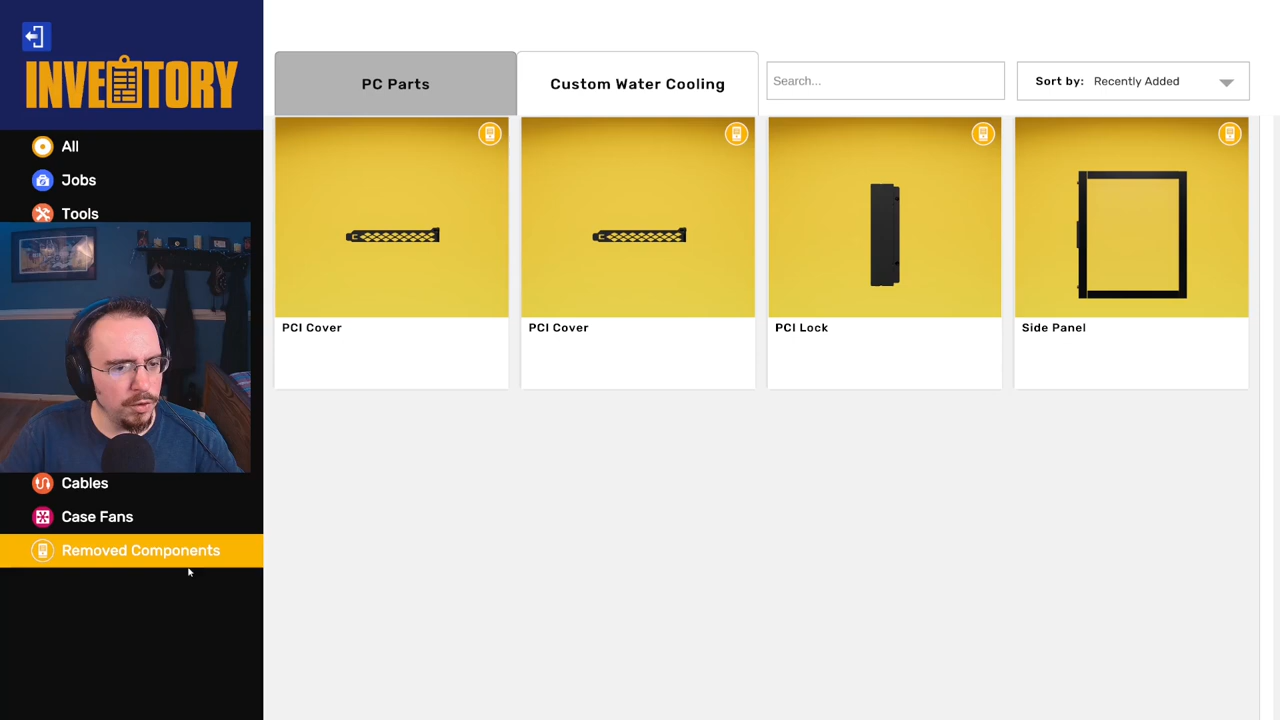 INVENTORY
All
Jobs
Tools
Cables
Case Fans
Removed Components
PC Parts
Custom Water Cooling
Search...
Sort by: Recently Added
PCI Cover
PCI Cover
PCI Lock
Side Panel